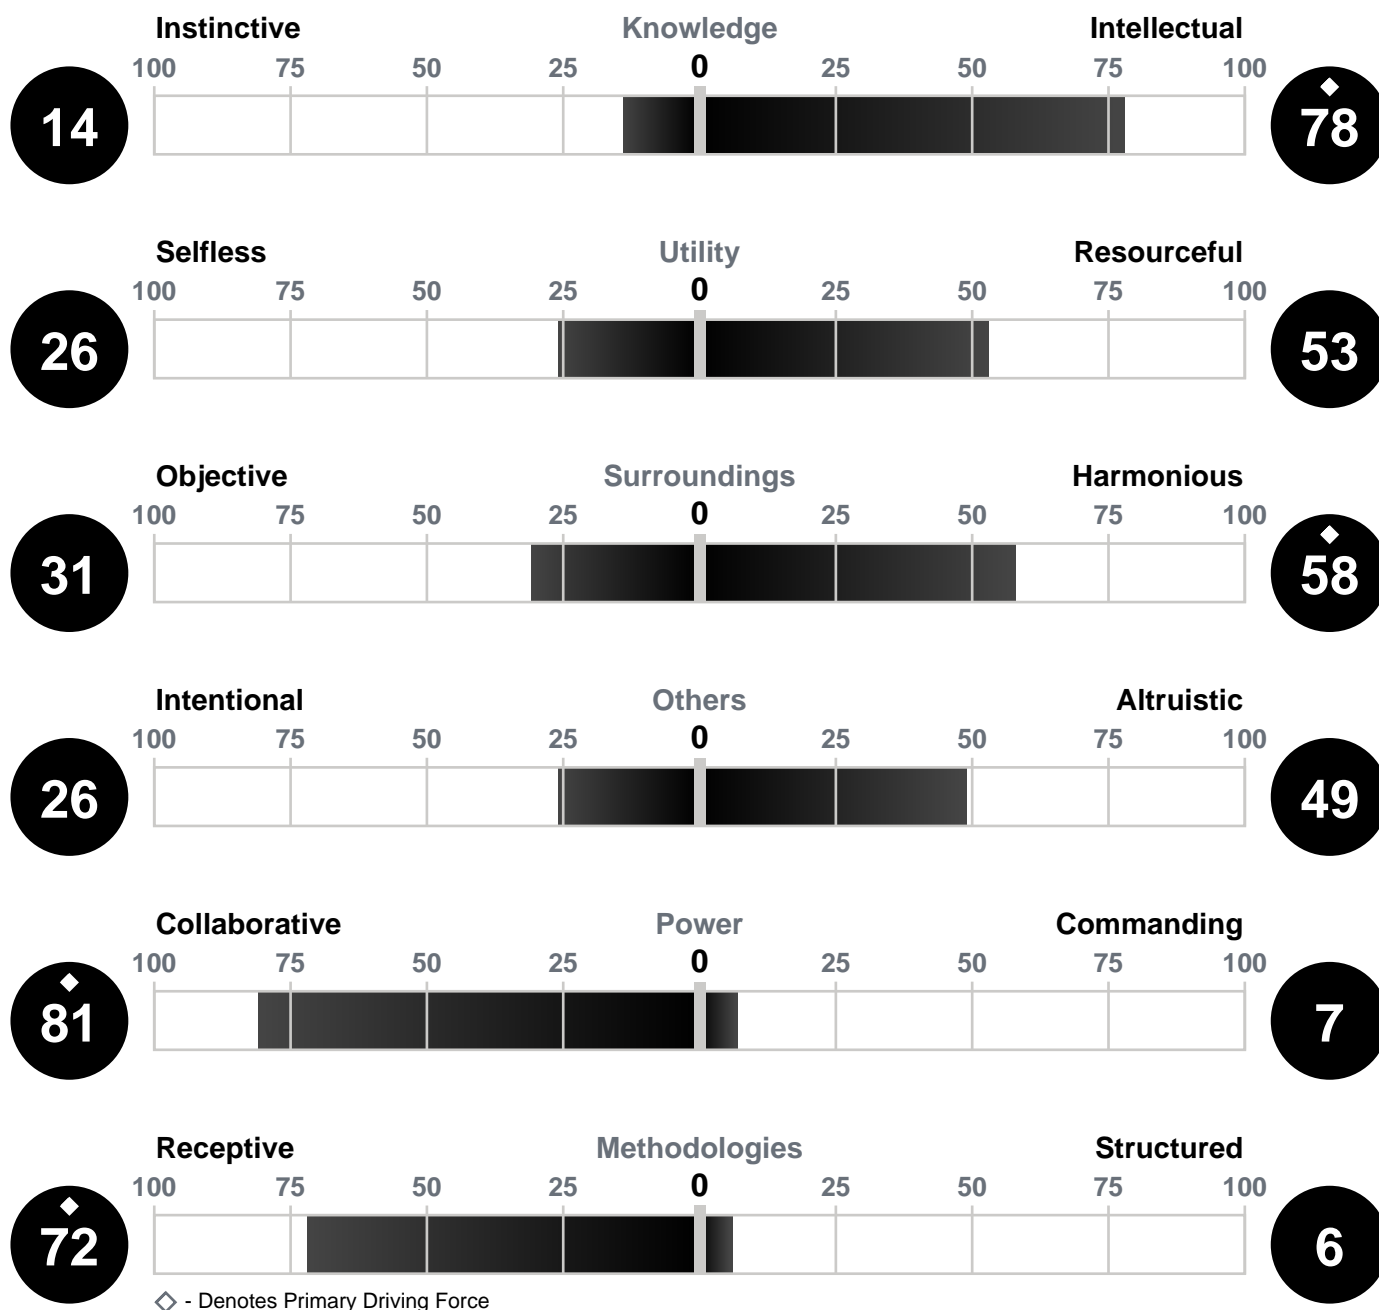 Instinctive Knowledge Intellectual
100 75 50 25 0 25 50 75 100
14 78
Selfless Utility Resourceful
100 75 50 25 0 25 50 75 100
26 53
Objective Surroundings Harmonious
100 75 50 25 0 25 50 75 100
31 58
Intentional Others Altruistic
100 75 50 25 0 25 50 75 100
26 49
Collaborative Power Commanding
100 75 50 25 0 25 50 75 100
81 7
Receptive Methodologies Structured
100 75 50 25 0 25 50 75 100
72 6
◇ - Denotes Primary Driving Force